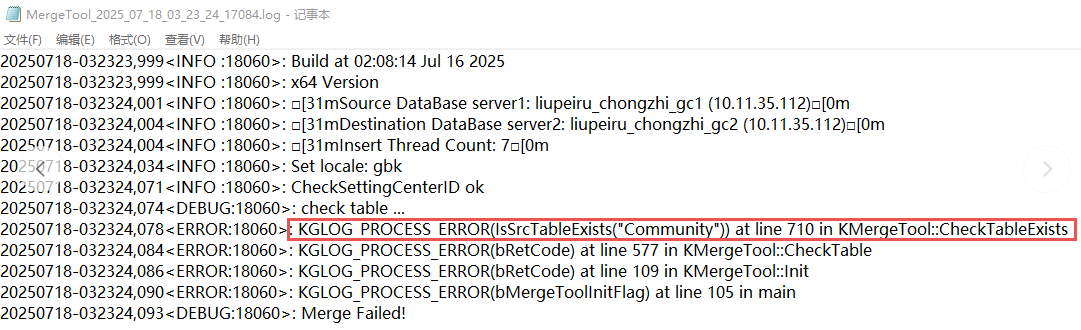 MergeTool_2025_07_18_03_23_24_17084.log - 记事本
文件(F) 编辑(E) 格式(O) 查看(V) 帮助(H)
20250718-032323,999<INFO :18060>: Build at 02:08:14 Jul 16 2025
20250718-032323,999<INFO :18060>: x64 Version
20250718-032324,001<INFO :18060>: □[31mSource DataBase server1: liupeiru_chongzhi_gc1 (10.11.35.112)□[0m
20250718-032324,004<INFO :18060>: □[31mDestination DataBase server2: liupeiru_chongzhi_gc2 (10.11.35.112)□[0m
20250718-032324,004<INFO :18060>: □[31mInsert Thread Count: 7□[0m
20250718-032324,034<INFO :18060>: Set locale: gbk
20250718-032324,071<INFO :18060>: CheckSettingCenterID ok
20250718-032324,074<DEBUG:18060>: check table ...
20250718-032324,078<ERROR:18060>: KGLOG_PROCESS_ERROR(IsSrcTableExists("Community")) at line 710 in KMergeTool::CheckTableExists
20250718-032324,084<ERROR:18060>: KGLOG_PROCESS_ERROR(bRetCode) at line 577 in KMergeTool::CheckTable
20250718-032324,086<ERROR:18060>: KGLOG_PROCESS_ERROR(bRetCode) at line 109 in KMergeTool::Init
20250718-032324,090<ERROR:18060>: KGLOG_PROCESS_ERROR(bMergeToolInitFlag) at line 105 in main
20250718-032324,093<DEBUG:18060>: Merge Failed!